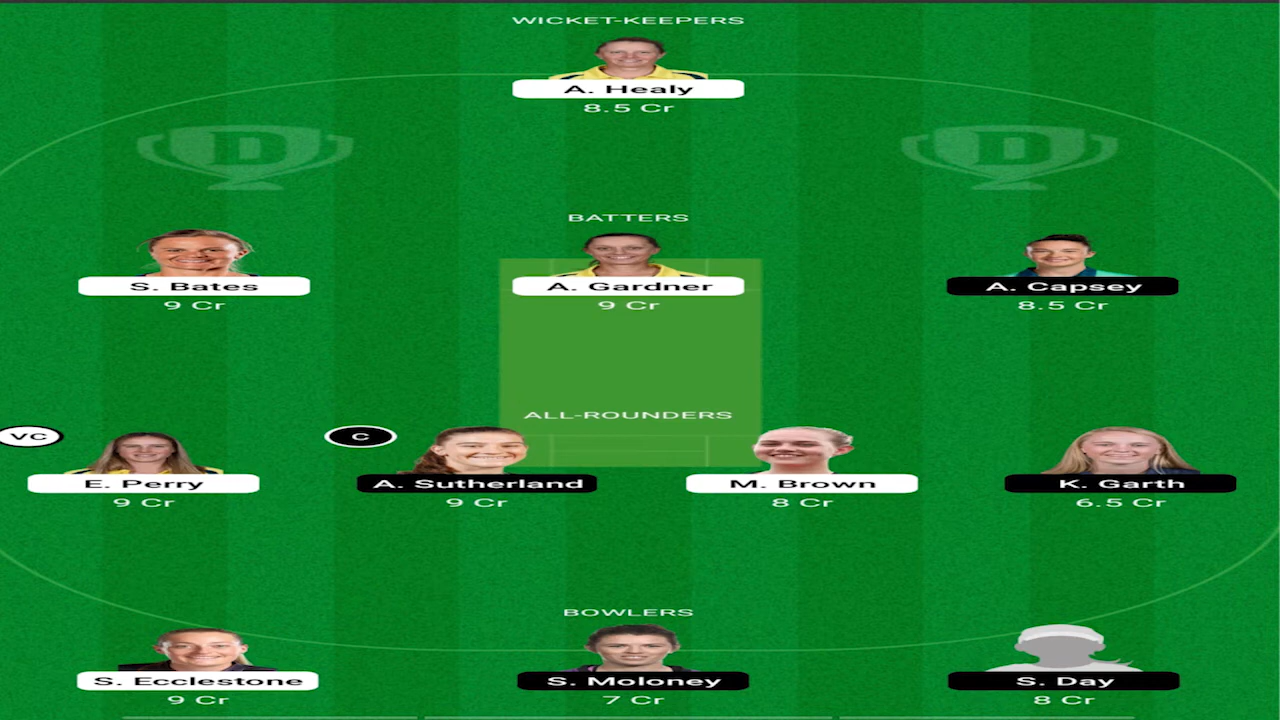 WICKET-KEEPERS
A. Healy
8.5 Cr
D
D
BATTERS
S. Bates
A. Gardner
A. Capsey
9 Cr
9 Cr
8.5 Cr
ALL-ROUNDERS
VC
C
E. Perry
A. Sutherland
M. Brown
K. Garth
9 Cr
9 Cr
8 Cr
6.5 Cr
BOWLERS
S. Ecclestone
S. Moloney
S. Day
9 Cr
7 Cr
8 Cr